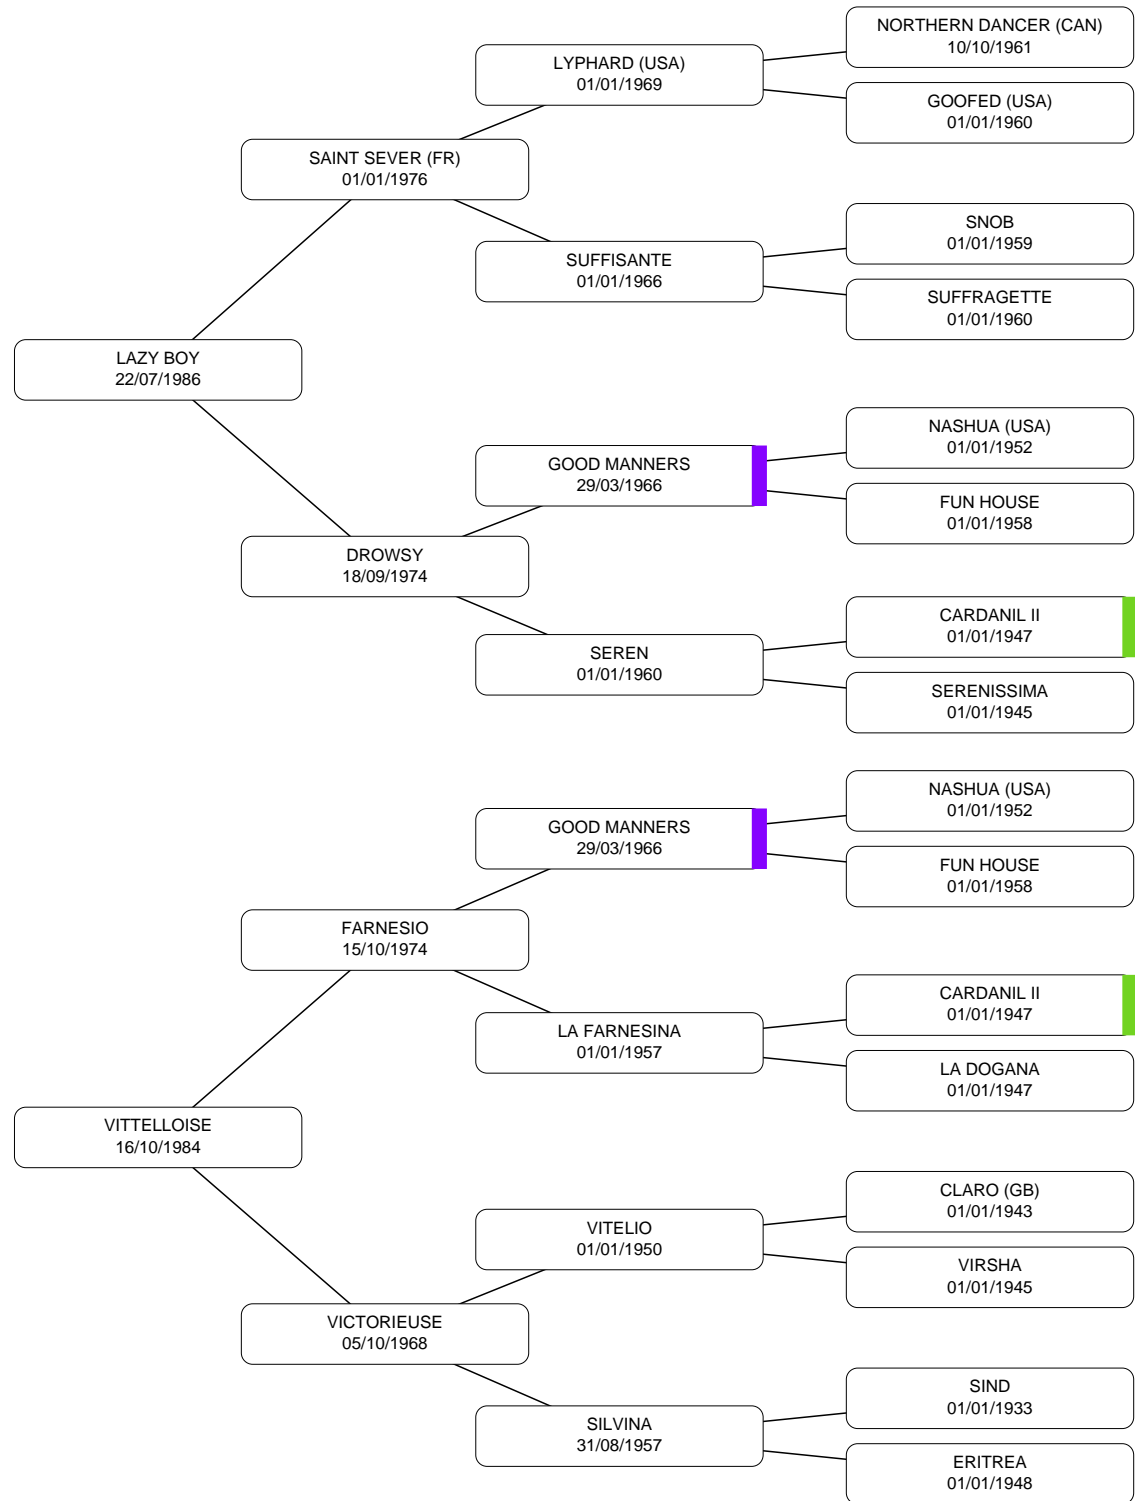 NORTHERN DANCER (CAN)
10/10/1961
LYPHARD (USA)
01/01/1969
GOOFED (USA)
01/01/1960
SAINT SEVER (FR)
01/01/1976
SNOB
01/01/1959
SUFFISANTE
01/01/1966
SUFFRAGETTE
01/01/1960
LAZY BOY
22/07/1986
NASHUA (USA)
01/01/1952
GOOD MANNERS
29/03/1966
FUN HOUSE
01/01/1958
DROWSY
18/09/1974
CARDANIL II
01/01/1947
SEREN
01/01/1960
SERENISSIMA
01/01/1945
NASHUA (USA)
01/01/1952
GOOD MANNERS
29/03/1966
FUN HOUSE
01/01/1958
FARNESIO
15/10/1974
CARDANIL II
01/01/1947
LA FARNESINA
01/01/1957
LA DOGANA
01/01/1947
VITTELLOISE
16/10/1984
CLARO (GB)
01/01/1943
VITELIO
01/01/1950
VIRSHA
01/01/1945
VICTORIEUSE
05/10/1968
SIND
01/01/1933
SILVINA
31/08/1957
ERITREA
01/01/1948